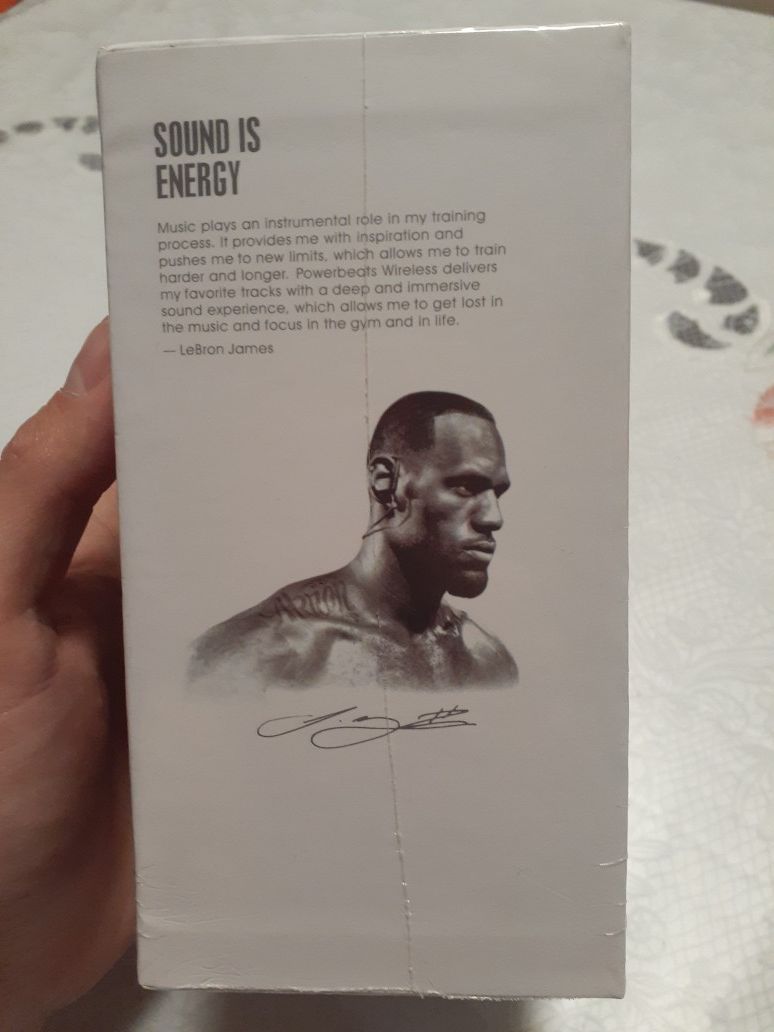 SOUND IS
ENERGY
Music plays an instrumental role in my training
process. It provides me with inspiration and
pushes me to new limits, which allows me to train
harder and longer. Powerbeats Wireless delivers
my favorite tracks with a deep and immersive
sound experience, which allows me to get lost in
the music and focus in the gym and in life.
— LeBron James